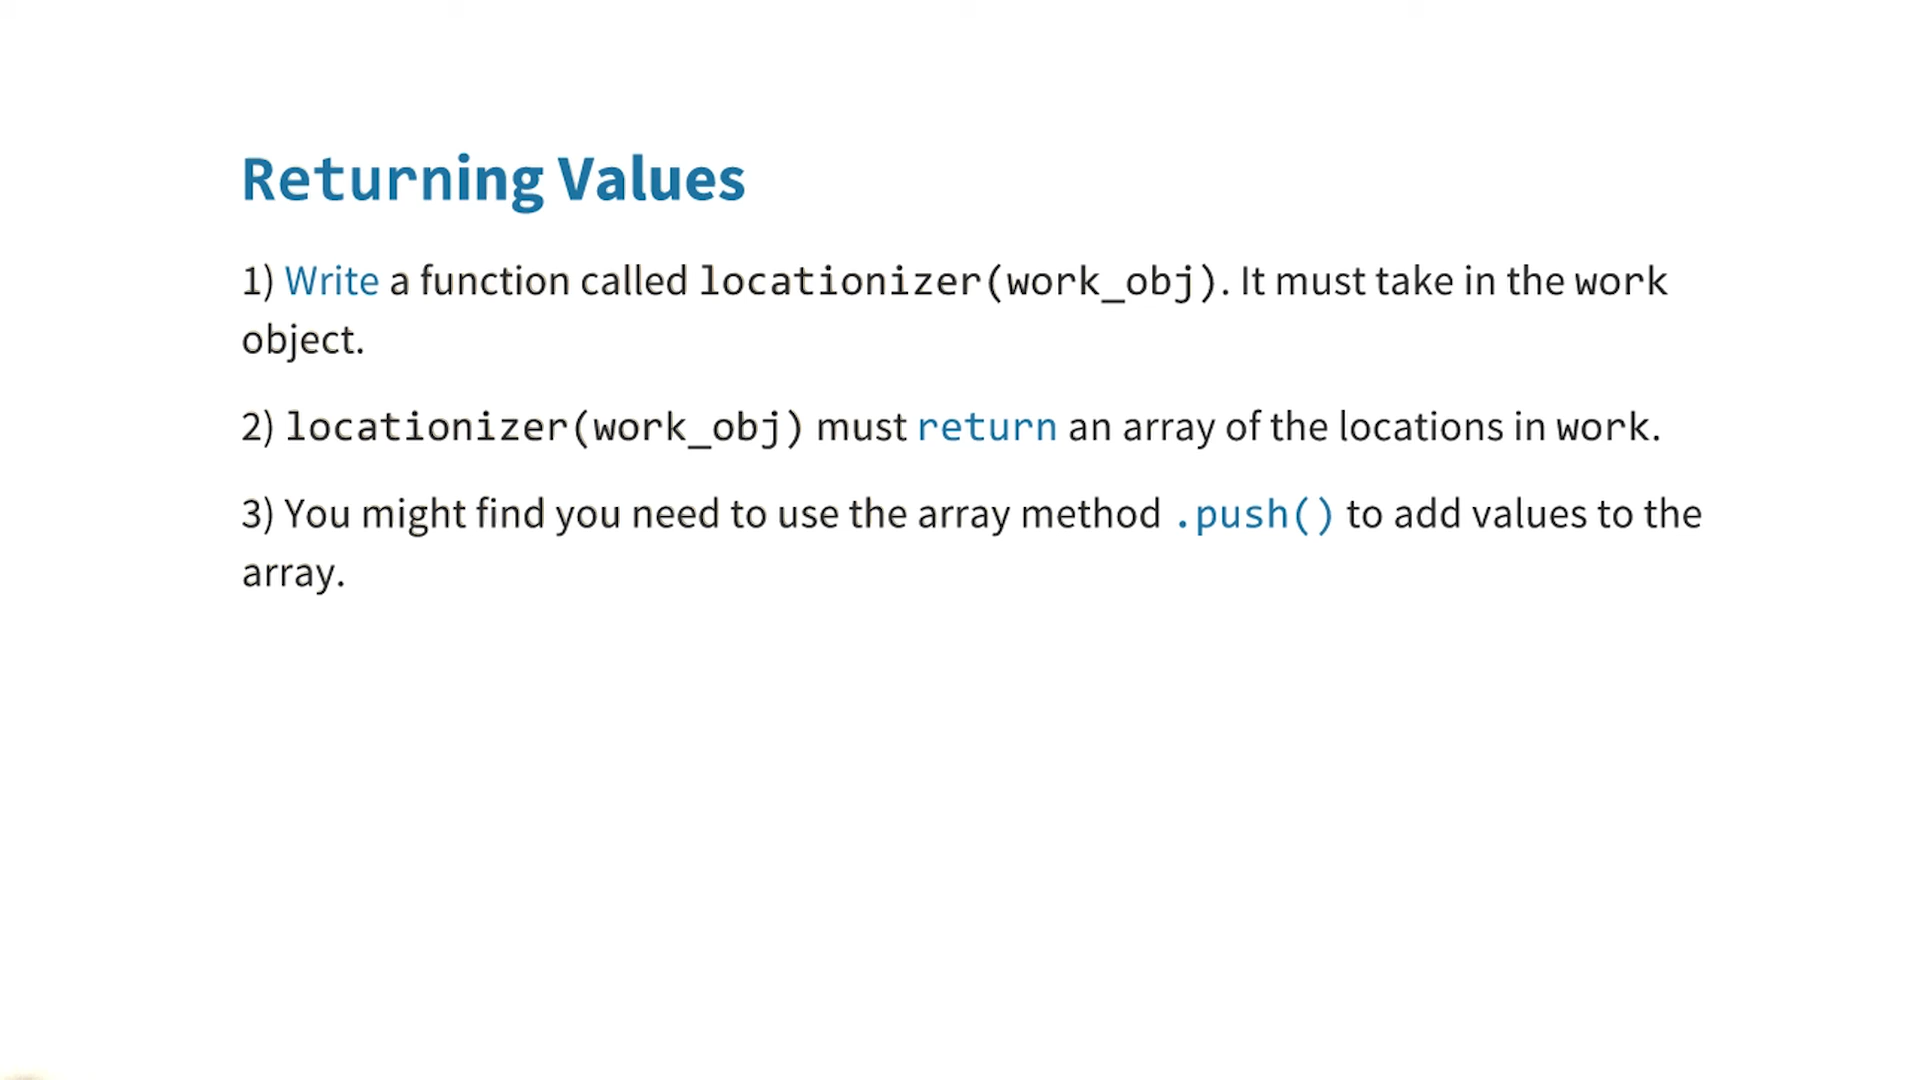 Returning Values
1) Write a function called locationizer(work_obj). It must take in the work
object.
2) locationizer(work_obj) must return an array of the locations in work.
3) You might find you need to use the array method .push() to add values to the
array.